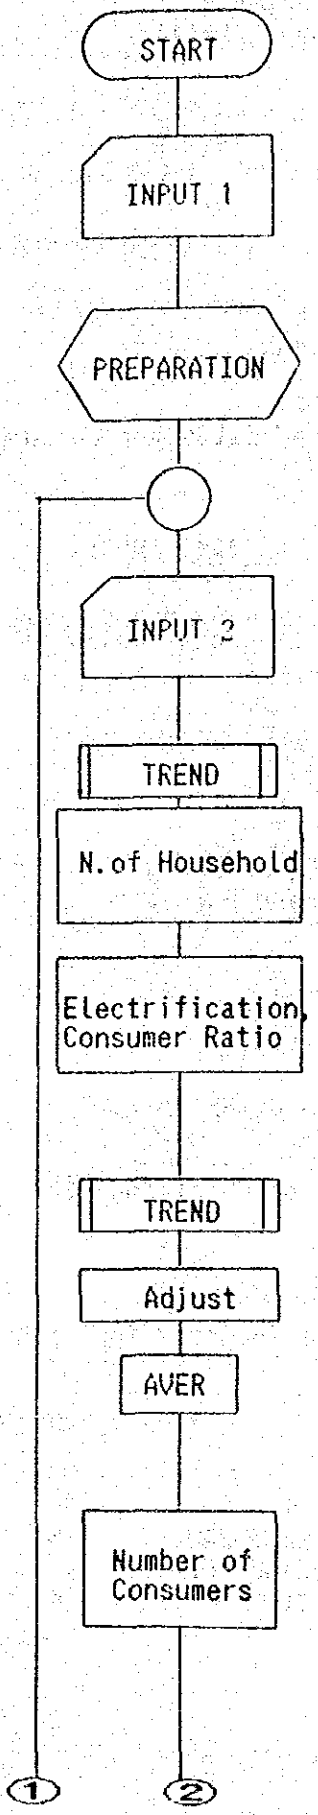 START
INPUT 1
PREPARATION
INPUT 2
TREND
N.of Household
Electrification,
Consumer Ratio
TREND
Adjust
AVER
Number of
Consumers
1
2